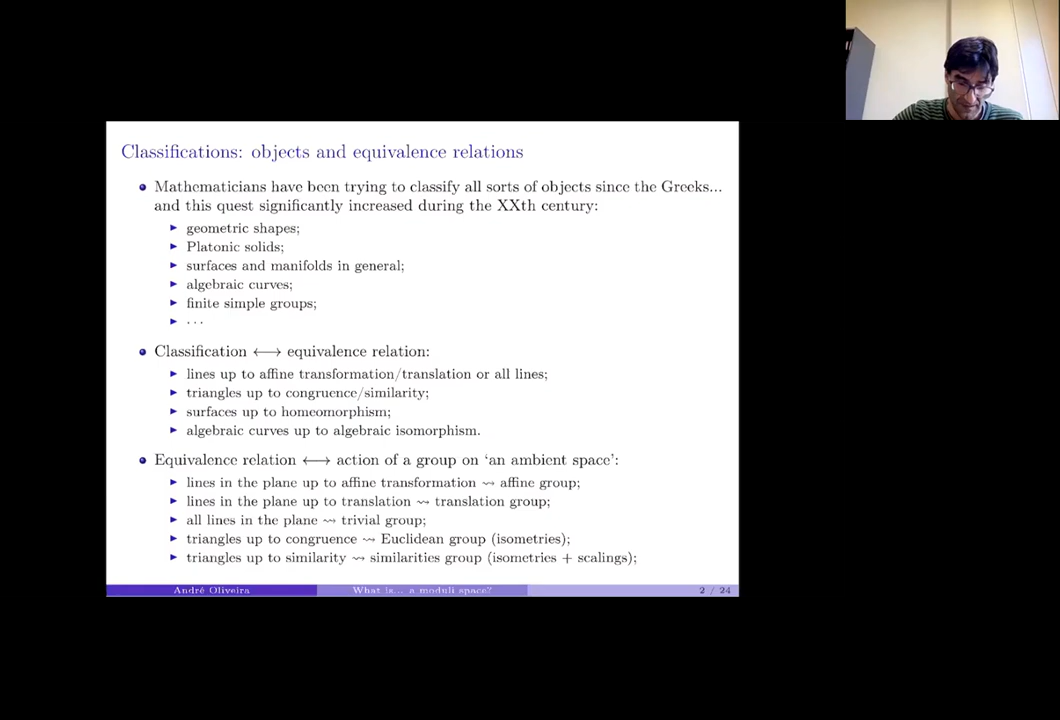 Classifications: objects and equivalence relations
Mathematicians have been trying to classify all sorts of objects since the Greeks...
and this quest significantly increased during the XXth century:
geometric shapes;
Platonic solids;
surfaces and manifolds in general;
algebraic curves;
finite simple groups;
...
Classification ⟷ equivalence relation:
lines up to affine transformation/translation or all lines;
triangles up to congruence/similarity;
surfaces up to homeomorphism;
algebraic curves up to algebraic isomorphism.
Equivalence relation ⟷ action of a group on ‘an ambient space’:
lines in the plane up to affine transformation ⇝ affine group;
lines in the plane up to translation ⇝ translation group;
all lines in the plane ⇝ trivial group;
triangles up to congruence ⇝ Euclidean group (isometries);
triangles up to similarity ⇝ similarities group (isometries + scalings);
André Oliveira What is... a moduli space? 2 / 24